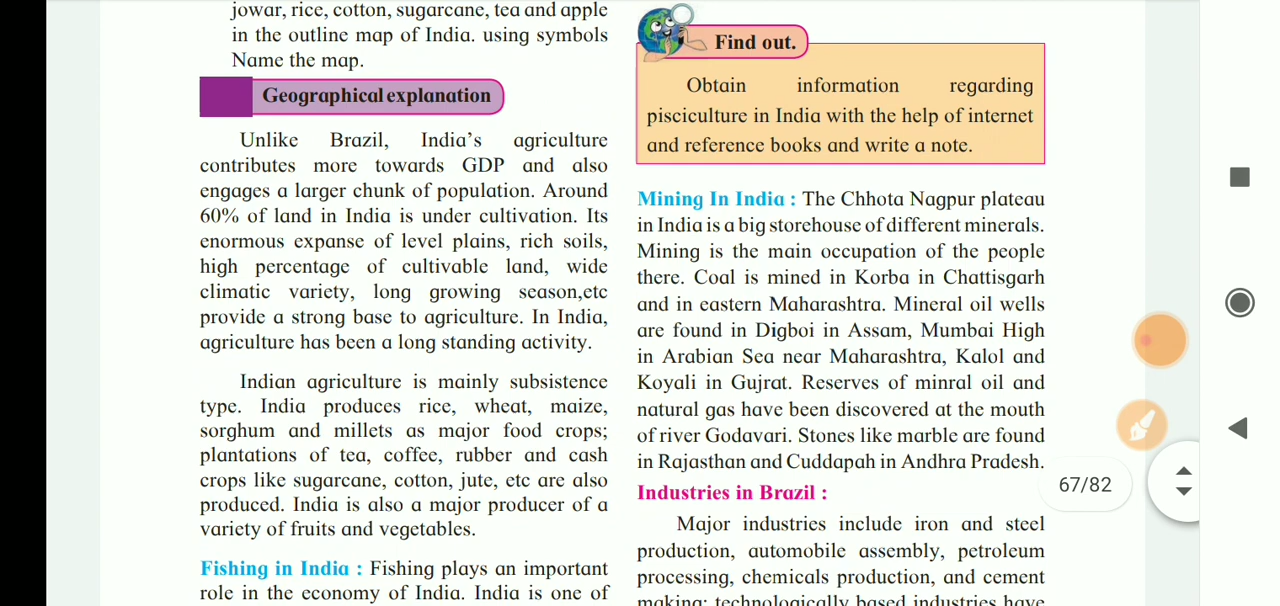 jowar, rice, cotton, sugarcane, tea and apple
in the outline map of India. using symbols
Name the map.
Geographical explanation
Unlike Brazil, India's agriculture
contributes more towards GDP and also
engages a larger chunk of population. Around
60% of land in India is under cultivation. Its
enormous expanse of level plains, rich soils,
high percentage of cultivable land, wide
climatic variety, long growing season,etc
provide a strong base to agriculture. In India,
agriculture has been a long standing activity.
Indian agriculture is mainly subsistence
type. India produces rice, wheat, maize,
sorghum and millets as major food crops;
plantations of tea, coffee, rubber and cash
crops like sugarcane, cotton, jute, etc are also
produced. India is also a major producer of a
variety of fruits and vegetables.
Fishing in India : Fishing plays an important
role in the economy of India. India is one of
Find out.
Obtain information regarding
pisciculture in India with the help of internet
and reference books and write a note.
Mining In India : The Chhota Nagpur plateau
in India is a big storehouse of different minerals.
Mining is the main occupation of the people
there. Coal is mined in Korba in Chattisgarh
and in eastern Maharashtra. Mineral oil wells
are found in Digboi in Assam, Mumbai High
in Arabian Sea near Maharashtra, Kalol and
Koyali in Gujrat. Reserves of minral oil and
natural gas have been discovered at the mouth
of river Godavari. Stones like marble are found
in Rajasthan and Cuddapah in Andhra Pradesh.
Industries in Brazil :
Major industries include iron and steel
production, automobile assembly, petroleum
processing, chemicals production, and cement
making; technologically based industries have
67/82